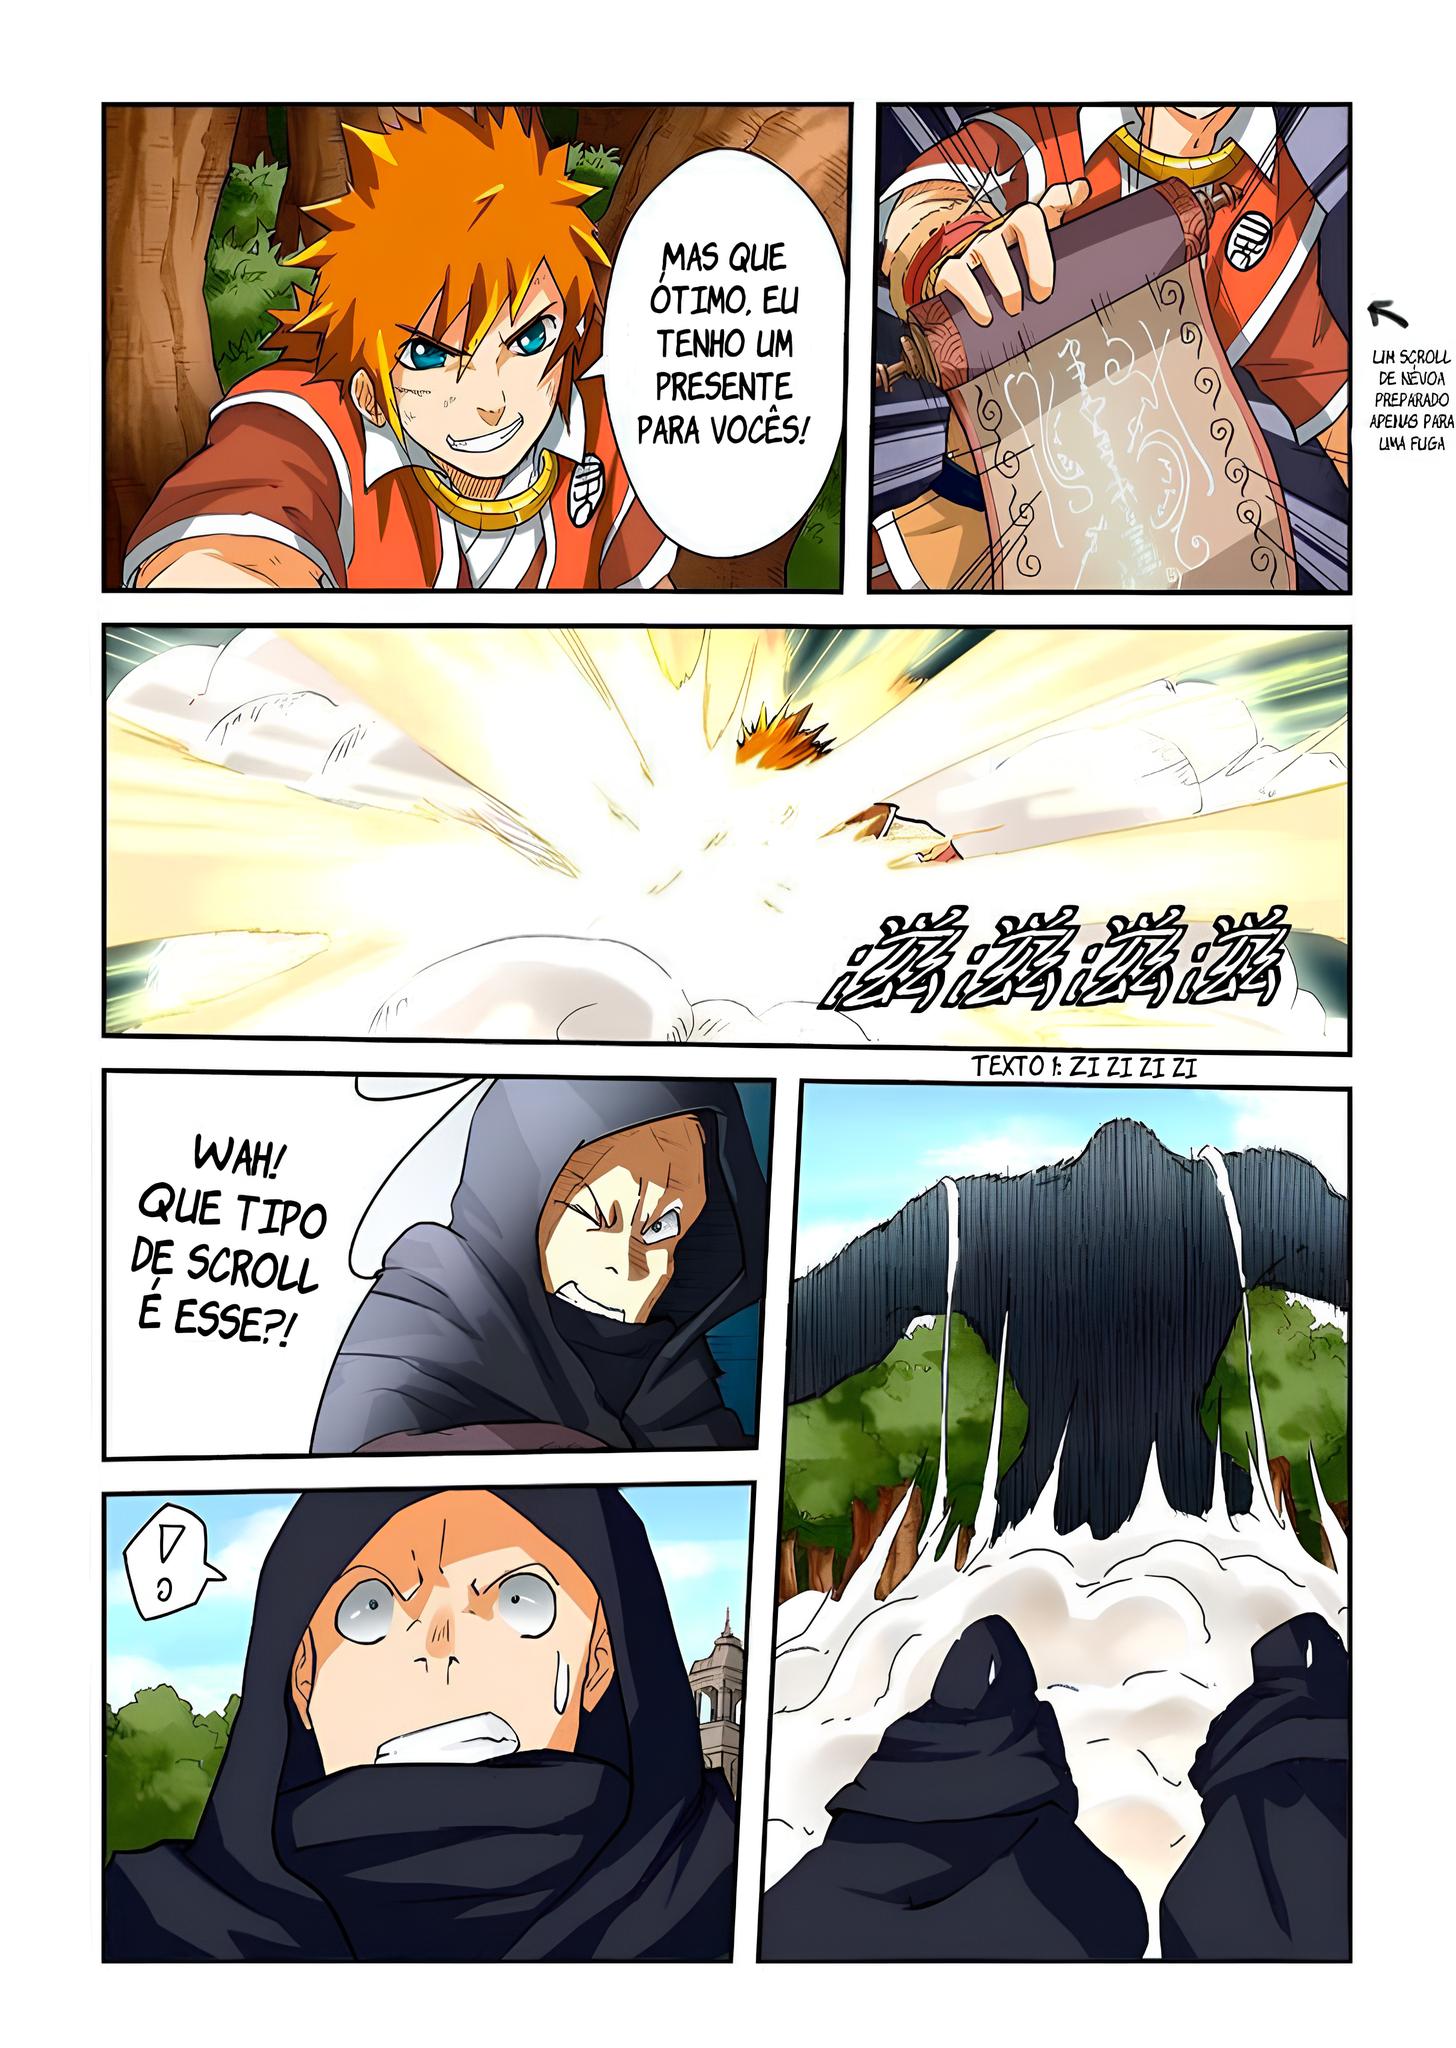 MAS QUE
ÓTIMO, EU
TENHO UM
PRESENTE
PARA VOCÊS!
UM SCROLL
DE NÉVOA
PREPARADO
APENAS PARA
UMA FUGA
滋滋滋滋
TEXTO 1: ZI ZI ZI ZI
WAH!
QUE TIPO
DE SCROLL
É ESSE?!
!